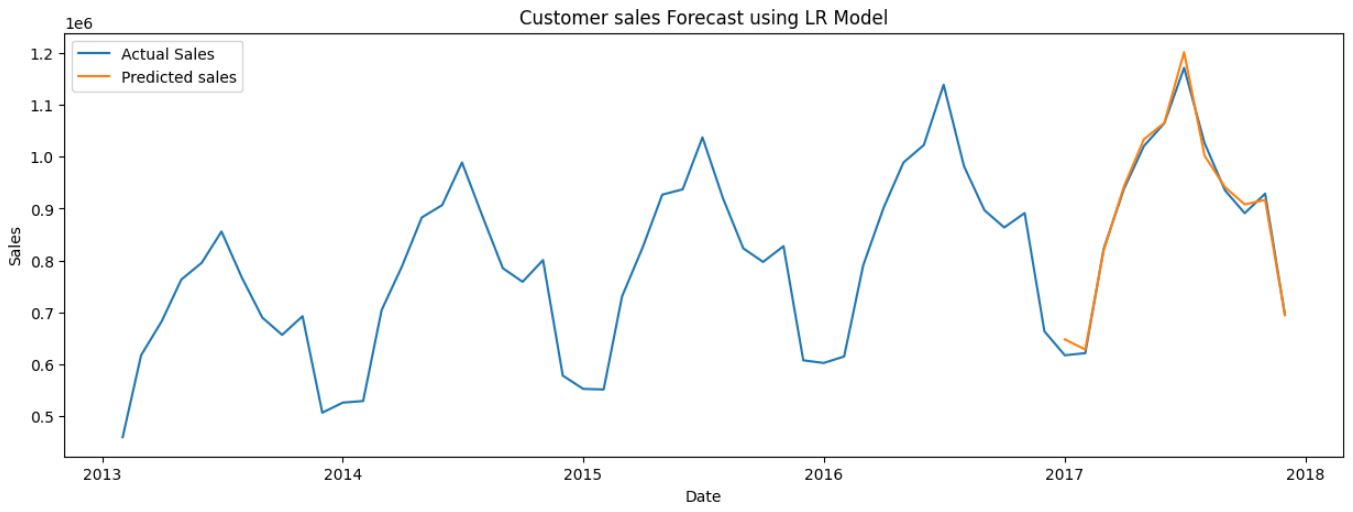 Customer sales Forecast using LR Model
1e6
Actual Sales
Predicted sales
1.2
1.1
1.0
0.9
0.8
0.7
0.6
0.5
Sales
2013 2014 2015 2016 2017 2018
Date